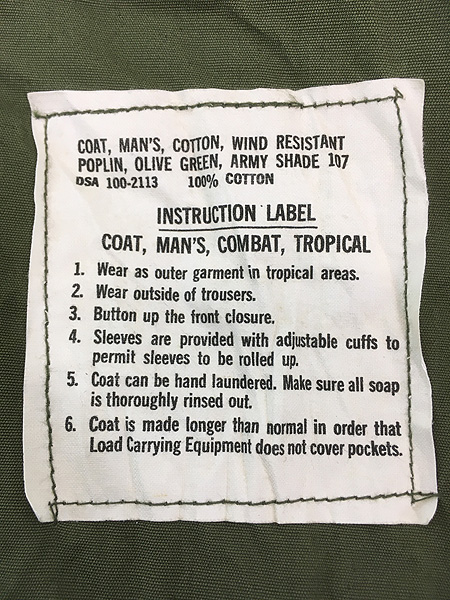 COAT, MAN'S, COTTON, WIND RESISTANT
POPLIN, OLIVE GREEN, ARMY SHADE 107
DSA 100-2113 100% COTTON
INSTRUCTION LABEL
COAT, MAN'S, COMBAT, TROPICAL
1. Wear as outer garment in tropical areas.
2. Wear outside of trousers.
3. Button up the front closure.
4. Sleeves are provided with adjustable cuffs to
permit sleeves to be rolled up.
5. Coat can be hand laundered. Make sure all soap
is thoroughly rinsed out.
6. Coat is made longer than normal in order that
Load Carrying Equipment does not cover pockets.